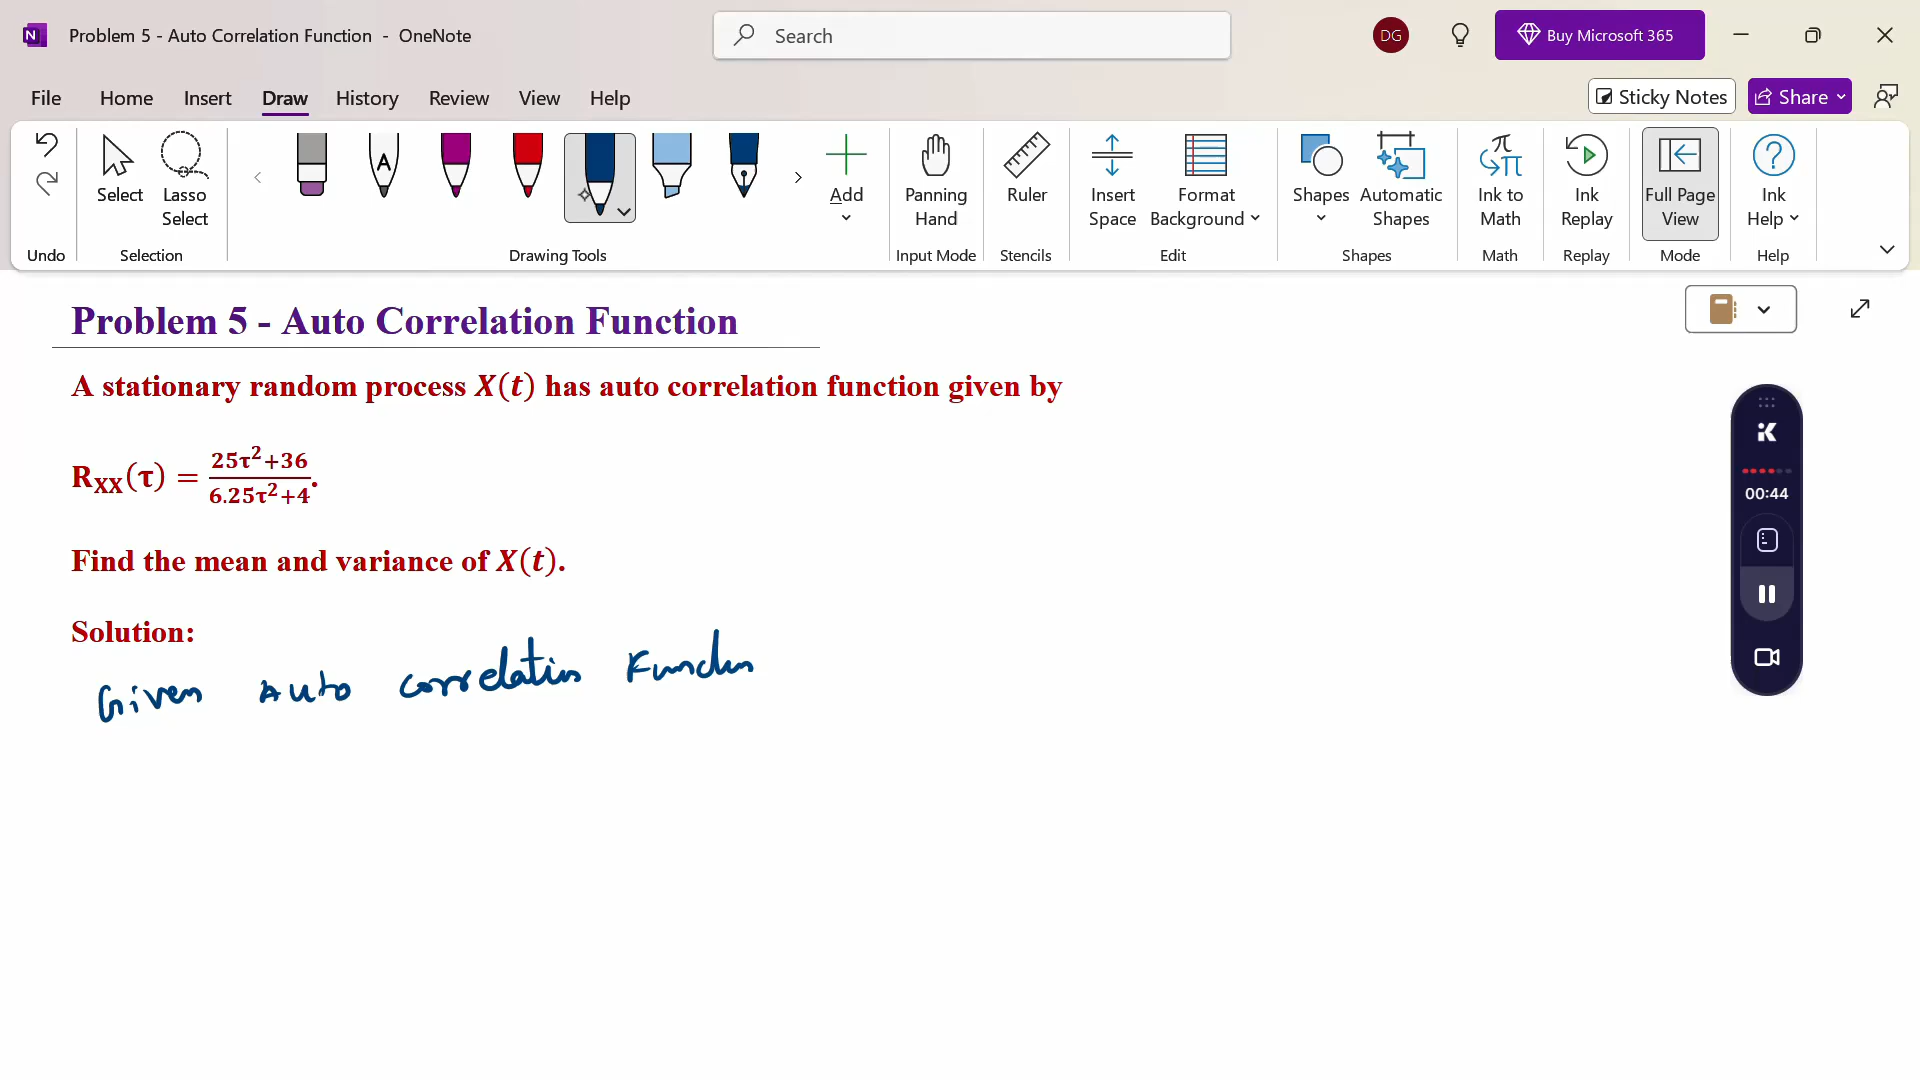 Problem 5 - Auto Correlation Function - OneNote
Search
DG
Buy Microsoft 365
File Home Insert Draw History Review View Help
Sticky Notes
Share
Select
Lasso Select
A
Add
Panning Hand
Ruler
Insert Space
Format Background
Shapes
Automatic Shapes
Ink to Math
Ink Replay
Full Page View
Ink Help
Undo
Selection
Drawing Tools
Input Mode
Stencils
Edit
Shapes
Math
Replay
Mode
Help
Problem 5 - Auto Correlation Function
A stationary random process X(t) has auto correlation function given by
R_XX(τ) = (25τ²+36)/(6.25τ²+4).
Find the mean and variance of X(t).
Solution:
Given Auto correlation Function
00:44